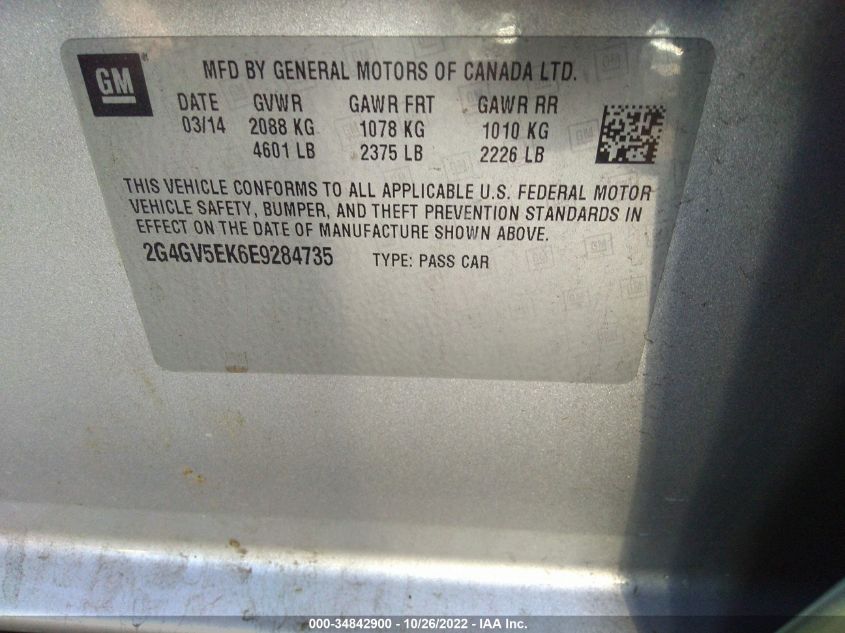 GM
MFD BY GENERAL MOTORS OF CANADA LTD.
DATE GVWR GAWR FRT GAWR RR
03/14 2088 KG 1078 KG 1010 KG
4601 LB 2375 LB 2226 LB
THIS VEHICLE CONFORMS TO ALL APPLICABLE U.S. FEDERAL MOTOR
VEHICLE SAFETY, BUMPER, AND THEFT PREVENTION STANDARDS IN
EFFECT ON THE DATE OF MANUFACTURE SHOWN ABOVE.
2G4GV5EK6E9284735 TYPE: PASS CAR
000-34842900 - 10/26/2022 - IAA Inc.